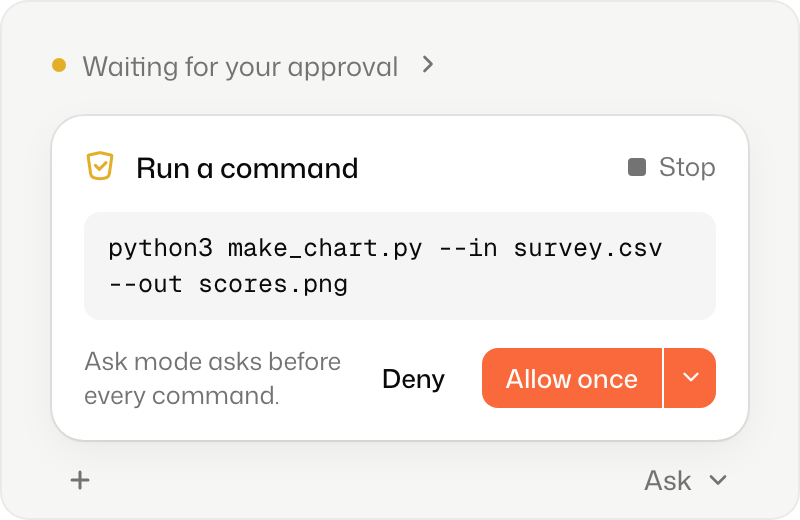 Waiting for your approval
Run a command
Stop
python3 make_chart.py --in survey.csv
--out scores.png
Ask mode asks before
every command.
Deny
Allow once
Ask